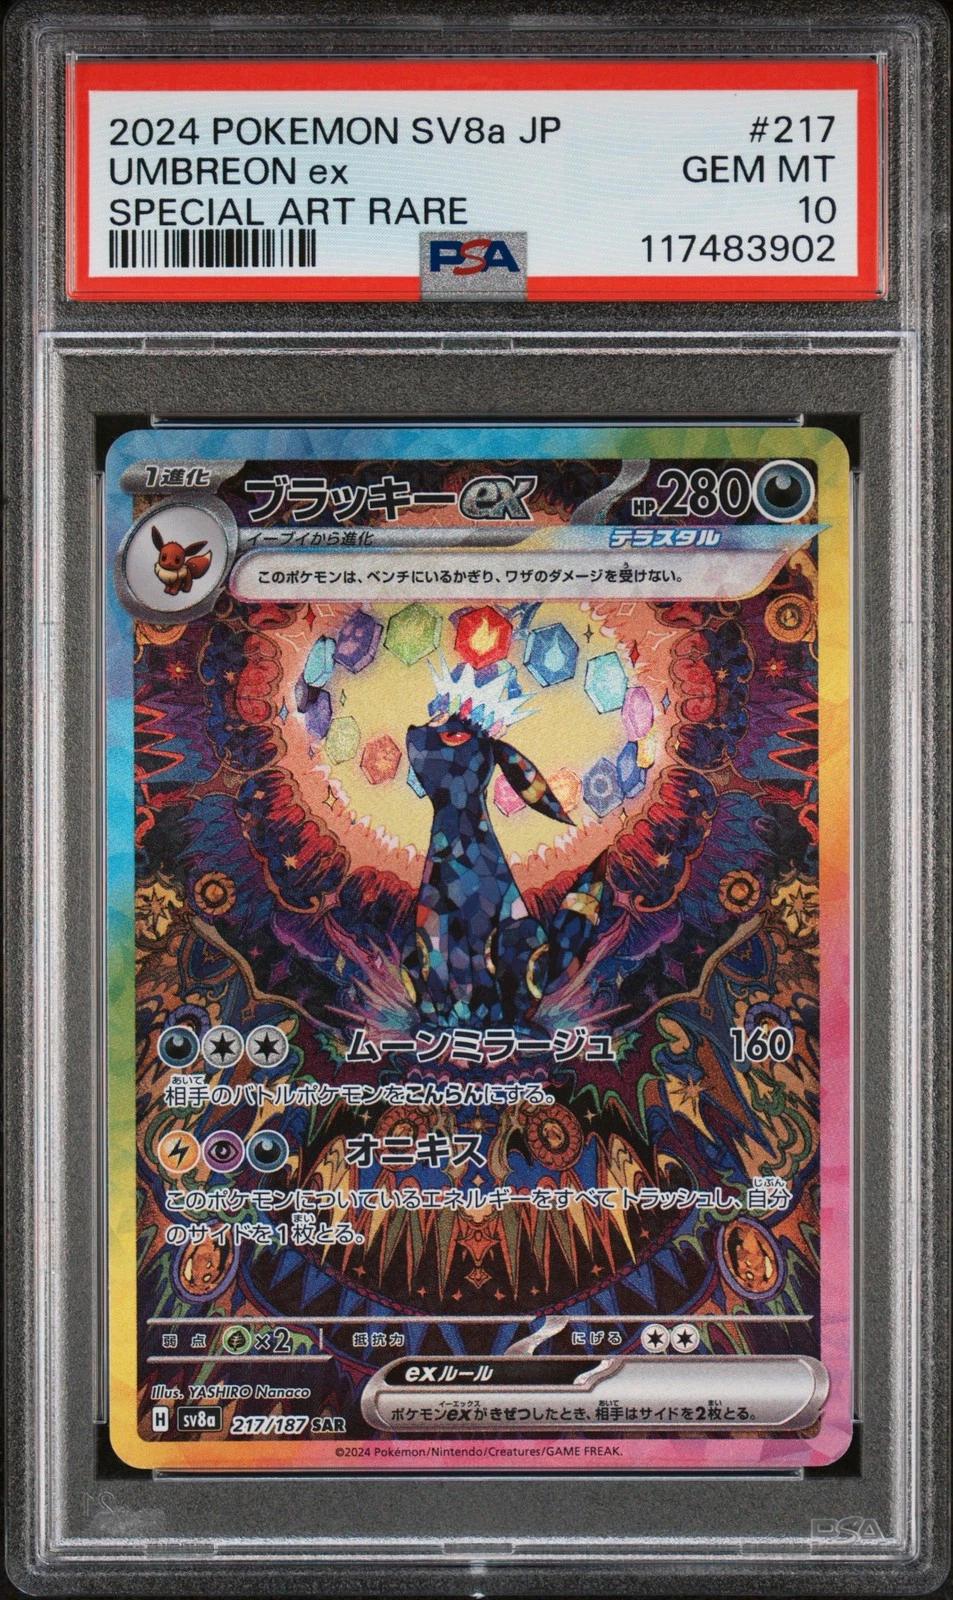 2024 POKEMON SV8a JP #217
UMBREON ex GEM MT
SPECIAL ART RARE 10
PSA 117483902
1進化 ブラッキーex HP280
イーブイから進化 テラスタル
このポケモンは、ベンチにいるかぎり、ワザのダメージを受けない。
ムーンミラージュ 160
相手のバトルポケモンをこんらんにする。
オニキス
このポケモンについているエネルギーをすべてトラッシュし、自分
のサイドを1枚とる。
弱点 ×2 抵抗力 にげる
exルール
ポケモンexがきぜつしたとき、相手はサイドを2枚とる。
Illus. YASHIRO Nanaco
H sv8a 217/187 SAR
©2024 Pokémon/Nintendo/Creatures/GAME FREAK.
PSA